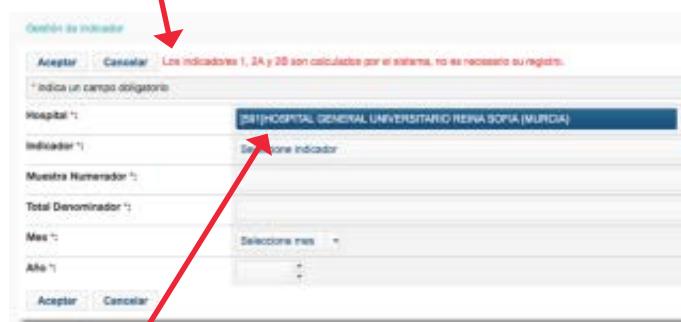 Gestión de indicador
Aceptar Cancelar Los indicadores 1, 2A y 2B son calculados por el sistema, no es necesario su registro.
* Indica un campo obligatorio
Hospital *: [591]HOSPITAL GENERAL UNIVERSITARIO REINA SOFIA (MURCIA)
Indicador *: Seleccione indicador
Muestra Numerador *:
Total Denominador *:
Mes *: Seleccione mes
Año *:
Aceptar Cancelar